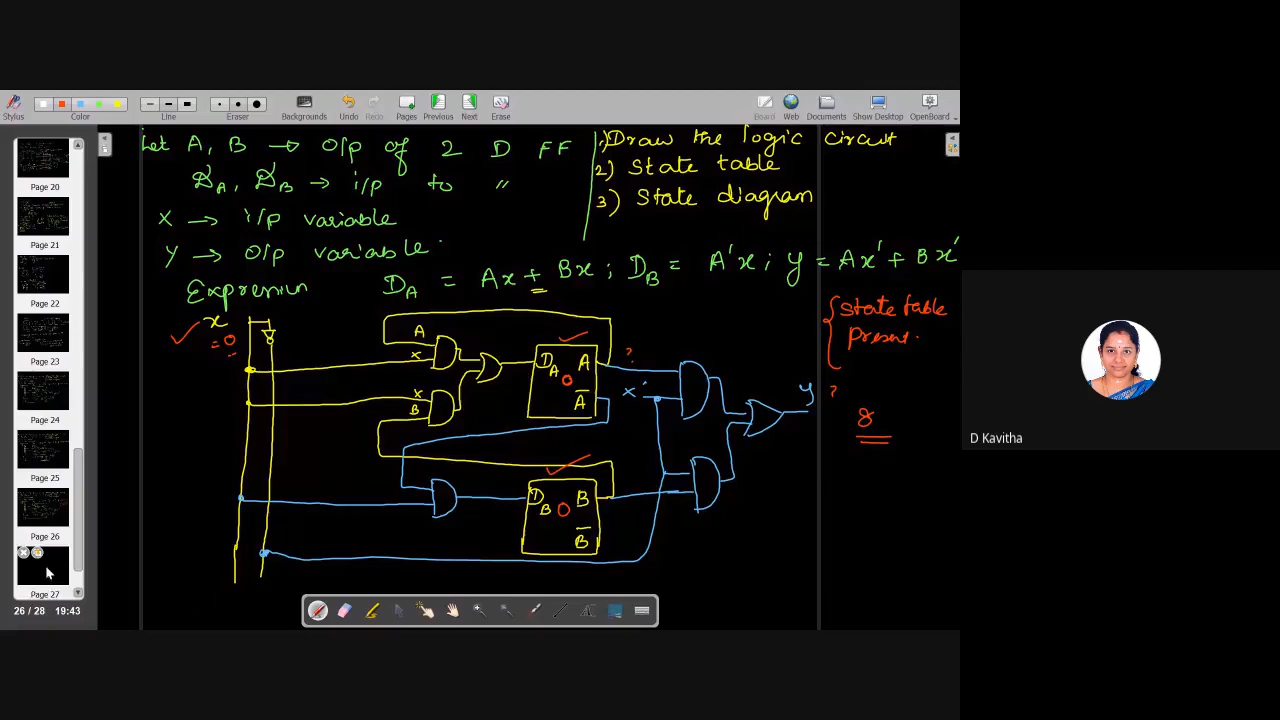 Stylus
Color
Line
Eraser
Backgrounds
Undo
Redo
Pages
Previous
Next
Erase
Board
Web
Documents
Show Desktop
OpenBoard
Page 20
Page 21
Page 22
Page 23
Page 24
Page 25
Page 26
Page 27
26 / 28 19:43
Let A, B → O/p of 2 D FF
DA, DB → i/p to "
X → i/p variable
Y → O/p variable
1) Draw the logic circuit
2) State table
3) State diagram
Expression DA = Ax + Bx ; DB = A'x ; y = Ax' + Bx'
x
= 0
A
x
x
B
DA A
0
A̅
DB B
0
B̅
?
x'
y
State table
Present.
?
8
D Kavitha